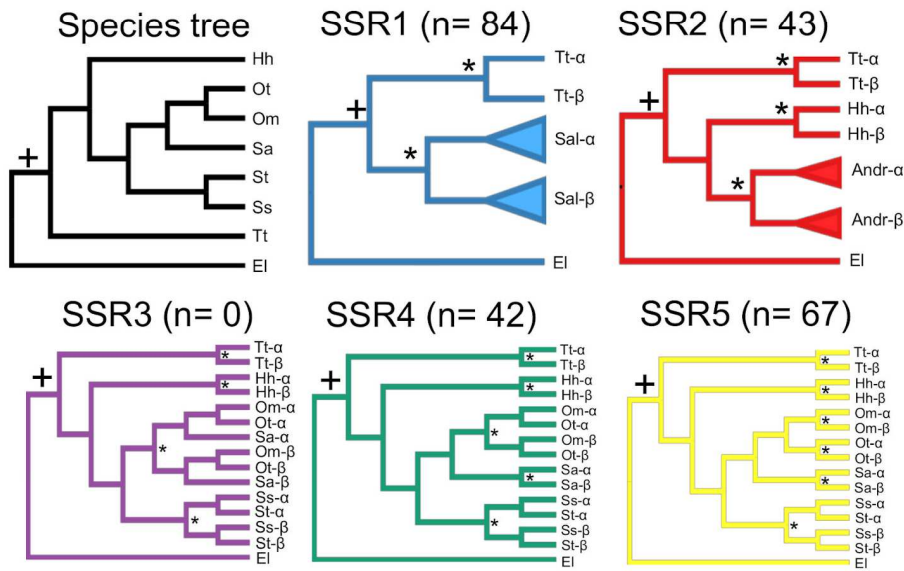 Species tree
SSR1 (n= 84)
SSR2 (n= 43)
+
Hh
Ot
Om
Sa
St
Ss
Tt
El
+
*
*
Tt-α
Tt-β
Sal-α
Sal-β
El
+
*
*
*
Tt-α
Tt-β
Hh-α
Hh-β
Andr-α
Andr-β
El
SSR3 (n= 0)
SSR4 (n= 42)
SSR5 (n= 67)
+
*
*
*
*
Tt-α
Tt-β
Hh-α
Hh-β
Om-α
Ot-α
Sa-α
Om-β
Ot-β
Sa-β
Ss-α
St-α
Ss-β
St-β
El
+
*
*
*
*
*
Tt-α
Tt-β
Hh-α
Hh-β
Om-α
Ot-α
Om-β
Ot-β
Sa-α
Sa-β
Ss-α
St-α
Ss-β
St-β
El
+
*
*
*
*
*
*
Tt-α
Tt-β
Hh-α
Hh-β
Om-α
Om-β
Ot-α
Ot-β
Sa-α
Sa-β
Ss-α
St-α
Ss-β
St-β
El